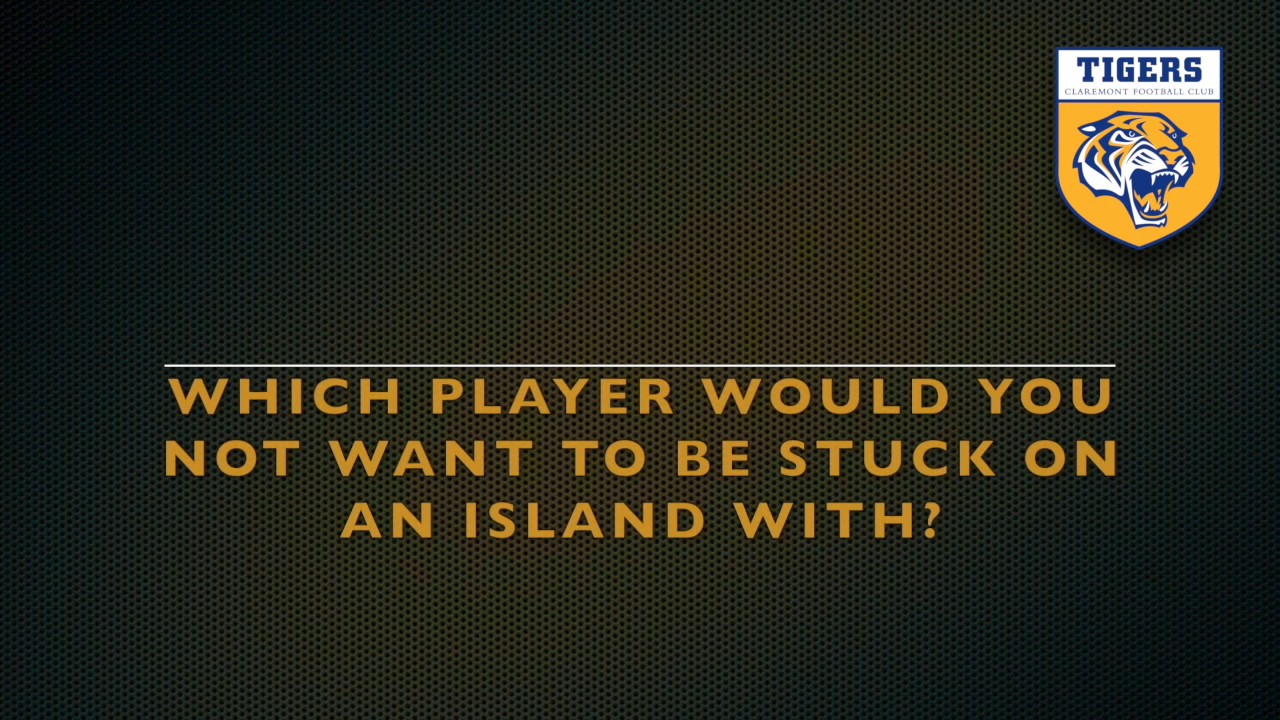 TIGERS
CLAREMONT FOOTBALL CLUB
WHICH PLAYER WOULD YOU
NOT WANT TO BE STUCK ON
AN ISLAND WITH?